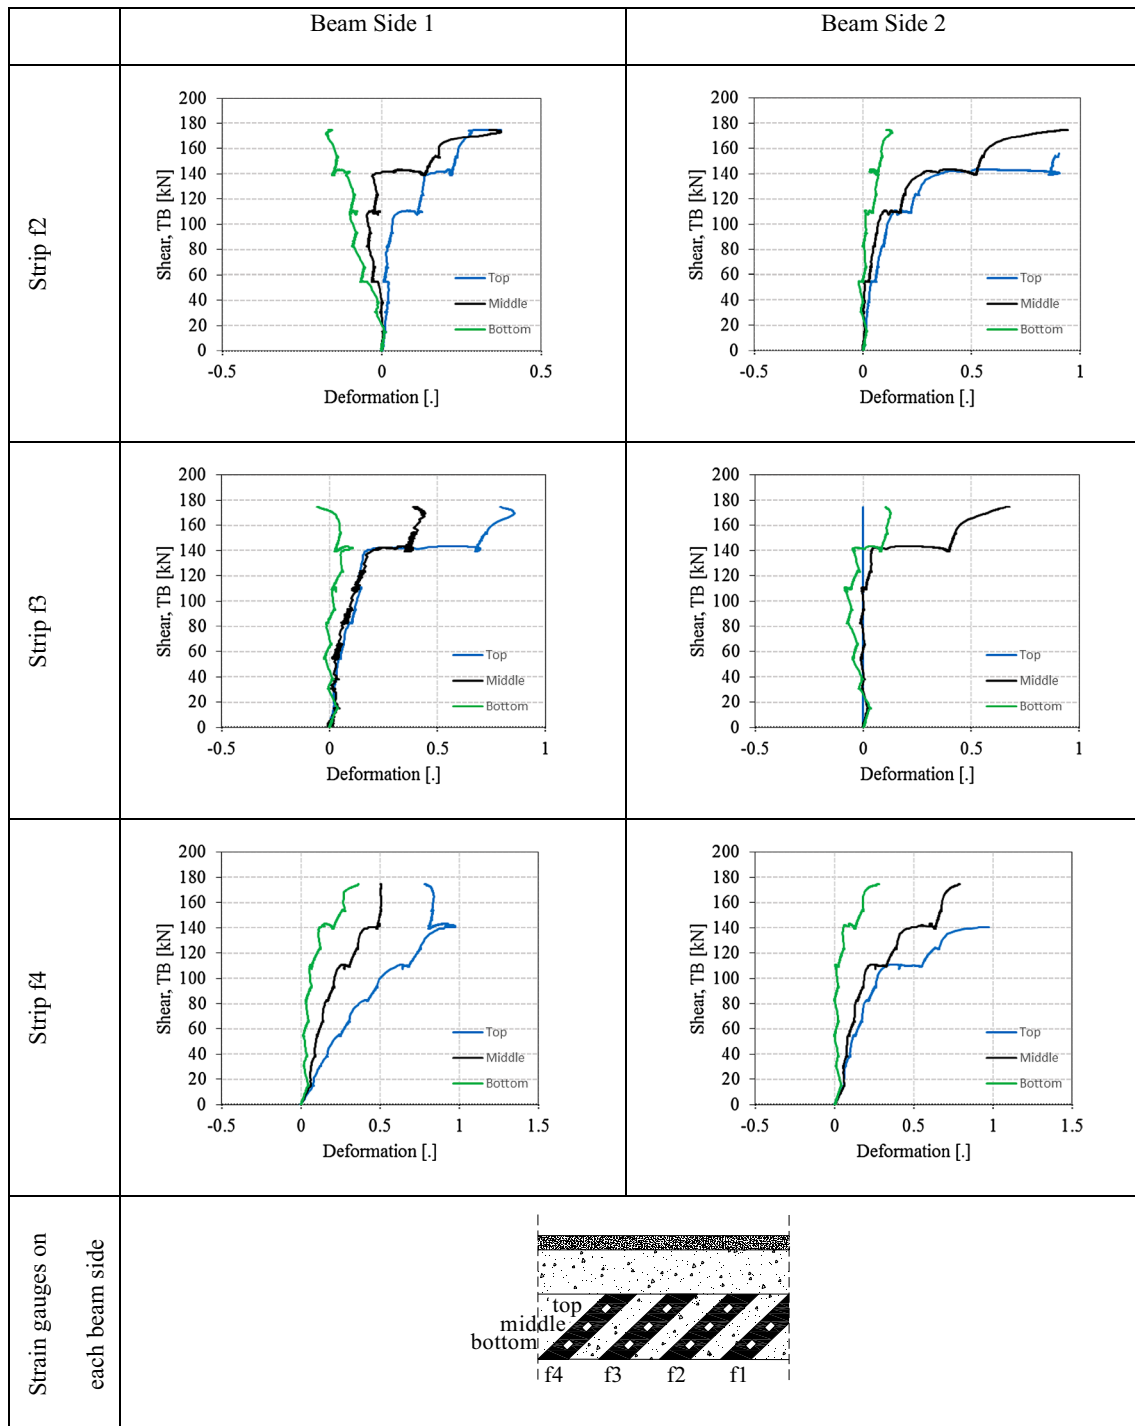 Beam Side 1
Beam Side 2
Strip f2
200
180
160
140
120
100
80
60
40
20
0
-0.5
0
0.5
Shear, TB [kN]
Deformation [.]
Top
Middle
Bottom
200
180
160
140
120
100
80
60
40
20
0
-0.5
0
0.5
1
Shear, TB [kN]
Deformation [.]
Top
Middle
Bottom
Strip f3
200
180
160
140
120
100
80
60
40
20
0
-0.5
0
0.5
1
Shear, TB [kN]
Deformation [.]
Top
Middle
Bottom
200
180
160
140
120
100
80
60
40
20
0
-0.5
0
0.5
1
Shear, TB [kN]
Deformation [.]
Top
Middle
Bottom
Strip f4
200
180
160
140
120
100
80
60
40
20
0
-0.5
0
0.5
1
1.5
Shear, TB [kN]
Deformation [.]
Top
Middle
Bottom
200
180
160
140
120
100
80
60
40
20
0
-0.5
0
0.5
1
1.5
Shear, TB [kN]
Deformation [.]
Top
Middle
Bottom
Strain gauges on
each beam side
top
middle
bottom
f4
f3
f2
f1